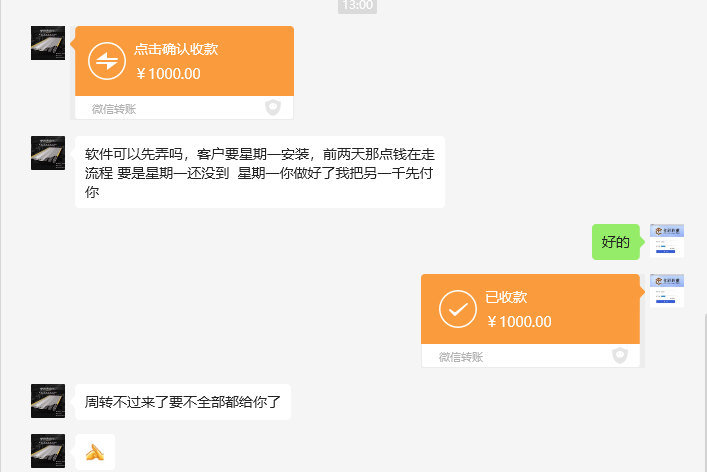 13:00
点击确认收款
￥1000.00
微信转账
软件可以先弄吗，客户要星期一安装，前两天那点钱在走
流程 要是星期一还没到  星期一你做好了我把另一千先付
你
好的
已收款
￥1000.00
微信转账
周转不过来了要不全部都给你了